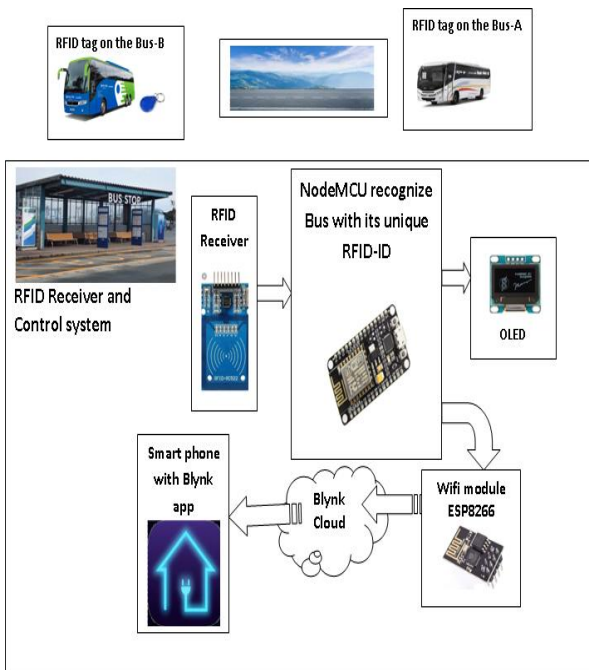 RFID tag on the Bus-B
RFID tag on the Bus-A
BUS STOP
RFID Receiver and
Control system
RFID
Receiver
NodeMCU recognize
Bus with its unique
RFID-ID
OLED
Smart phone
with Blynk
app
Blynk
Cloud
Wifi module
ESP8266